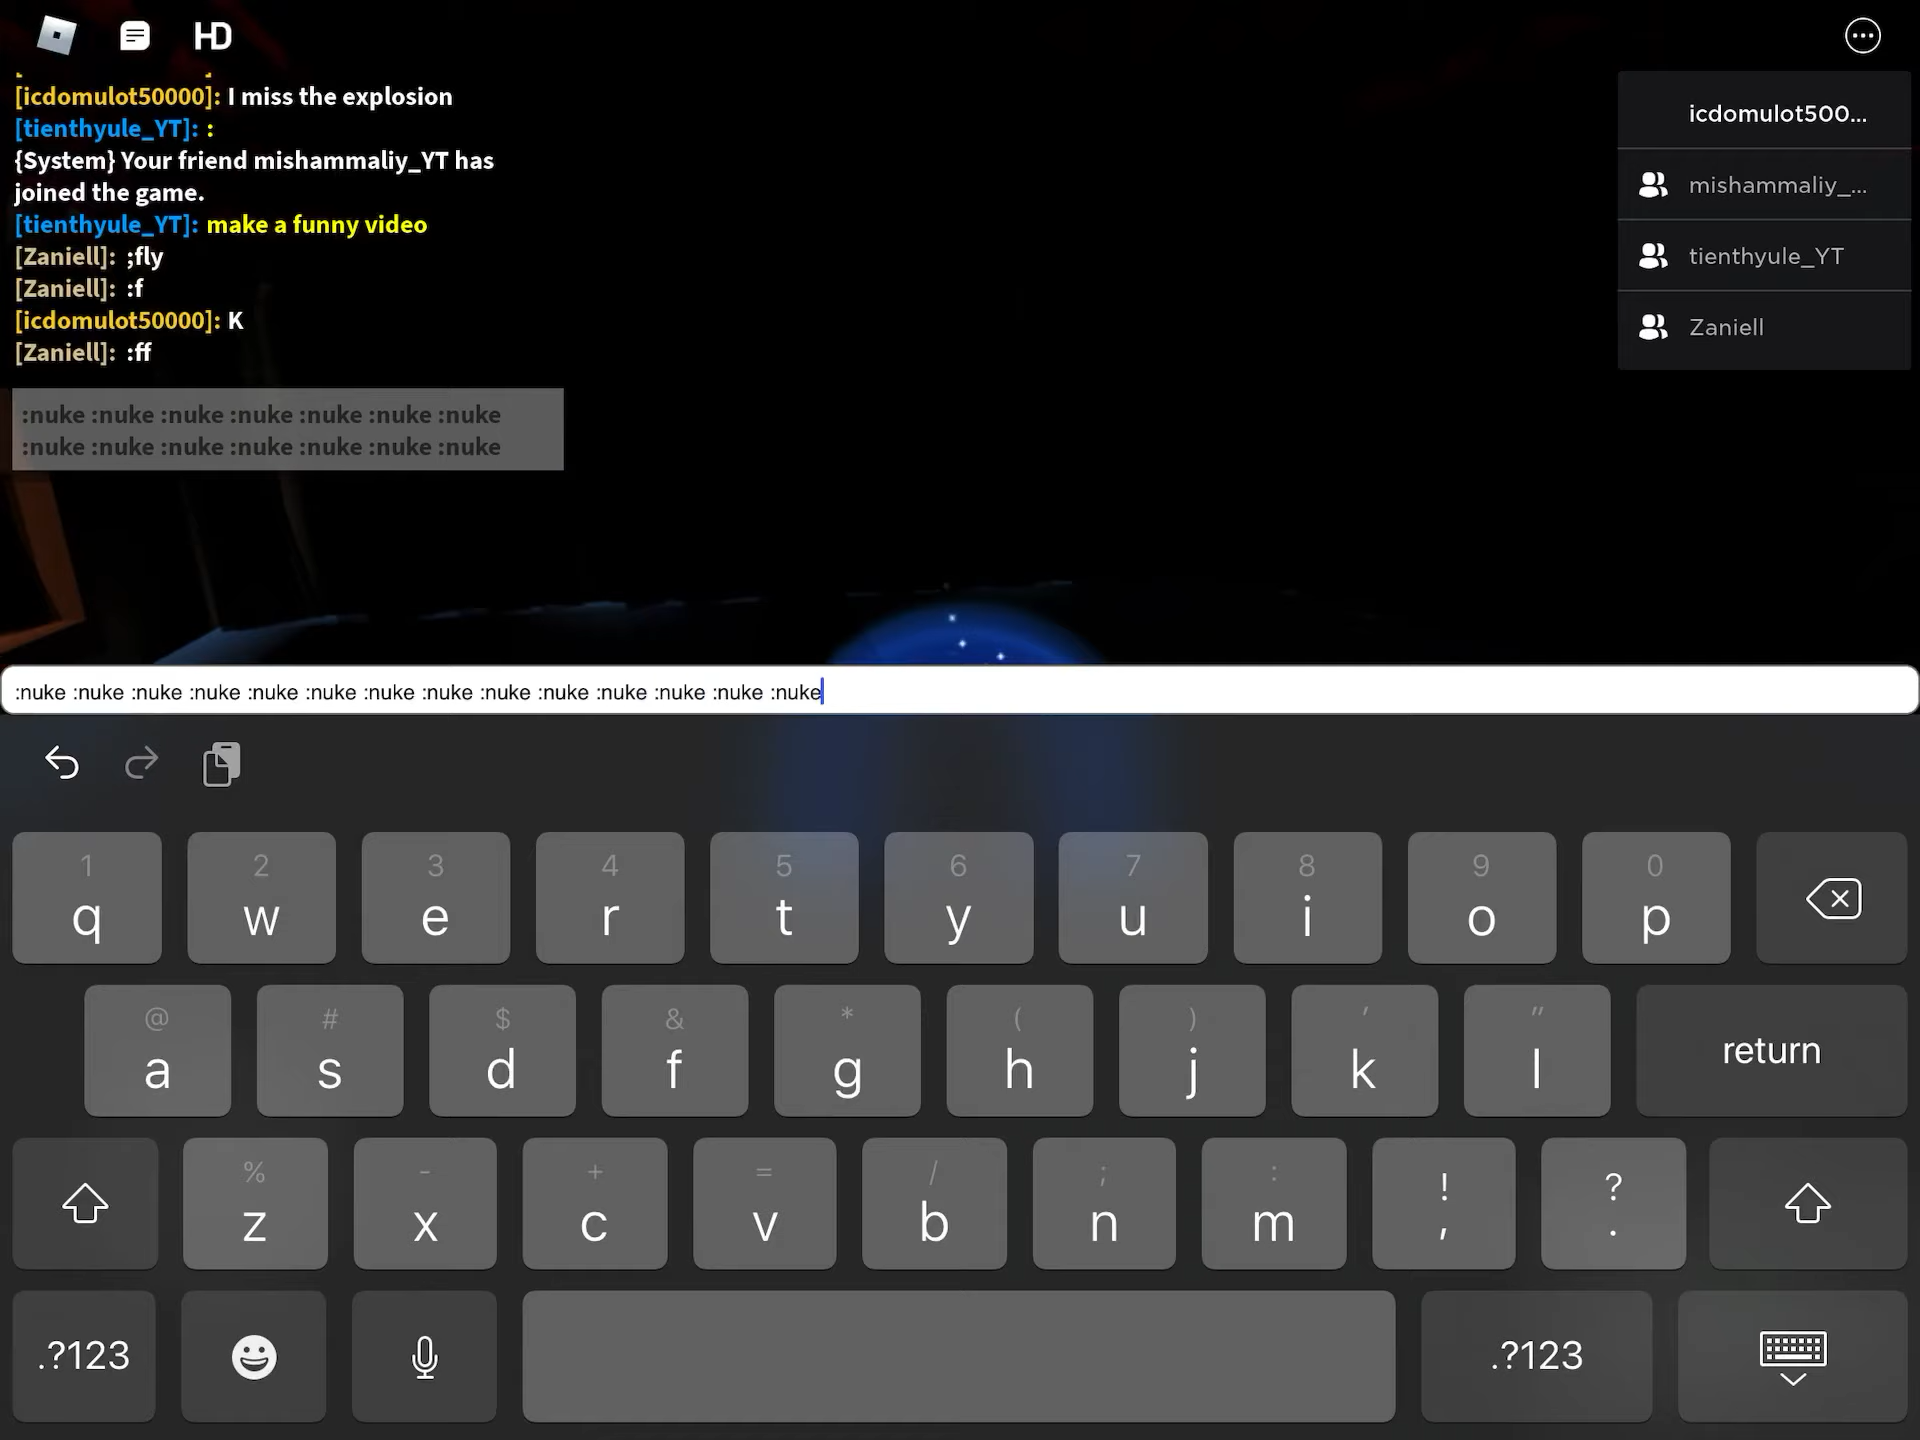 HD
[icdomulot50000]: I miss the explosion
[tienthyule_YT]: :
{System} Your friend mishammaliy_YT has
joined the game.
[tienthyule_YT]: make a funny video
[Zaniell]: ;fly
[Zaniell]: :f
[icdomulot50000]: K
[Zaniell]: :ff
icdomulot500...
mishammaliy_...
tienthyule_YT
Zaniell
:nuke :nuke :nuke :nuke :nuke :nuke :nuke
:nuke :nuke :nuke :nuke :nuke :nuke :nuke
:nuke :nuke :nuke :nuke :nuke :nuke :nuke :nuke :nuke :nuke :nuke :nuke :nuke :nuke
1 2 3 4 5 6 7 8 9 0
q w e r t y u i o p
@ # $ & * ( ) ' "
a s d f g h j k l return
% - + = / ; : ! ?
z x c v b n m , .
.?123 .?123